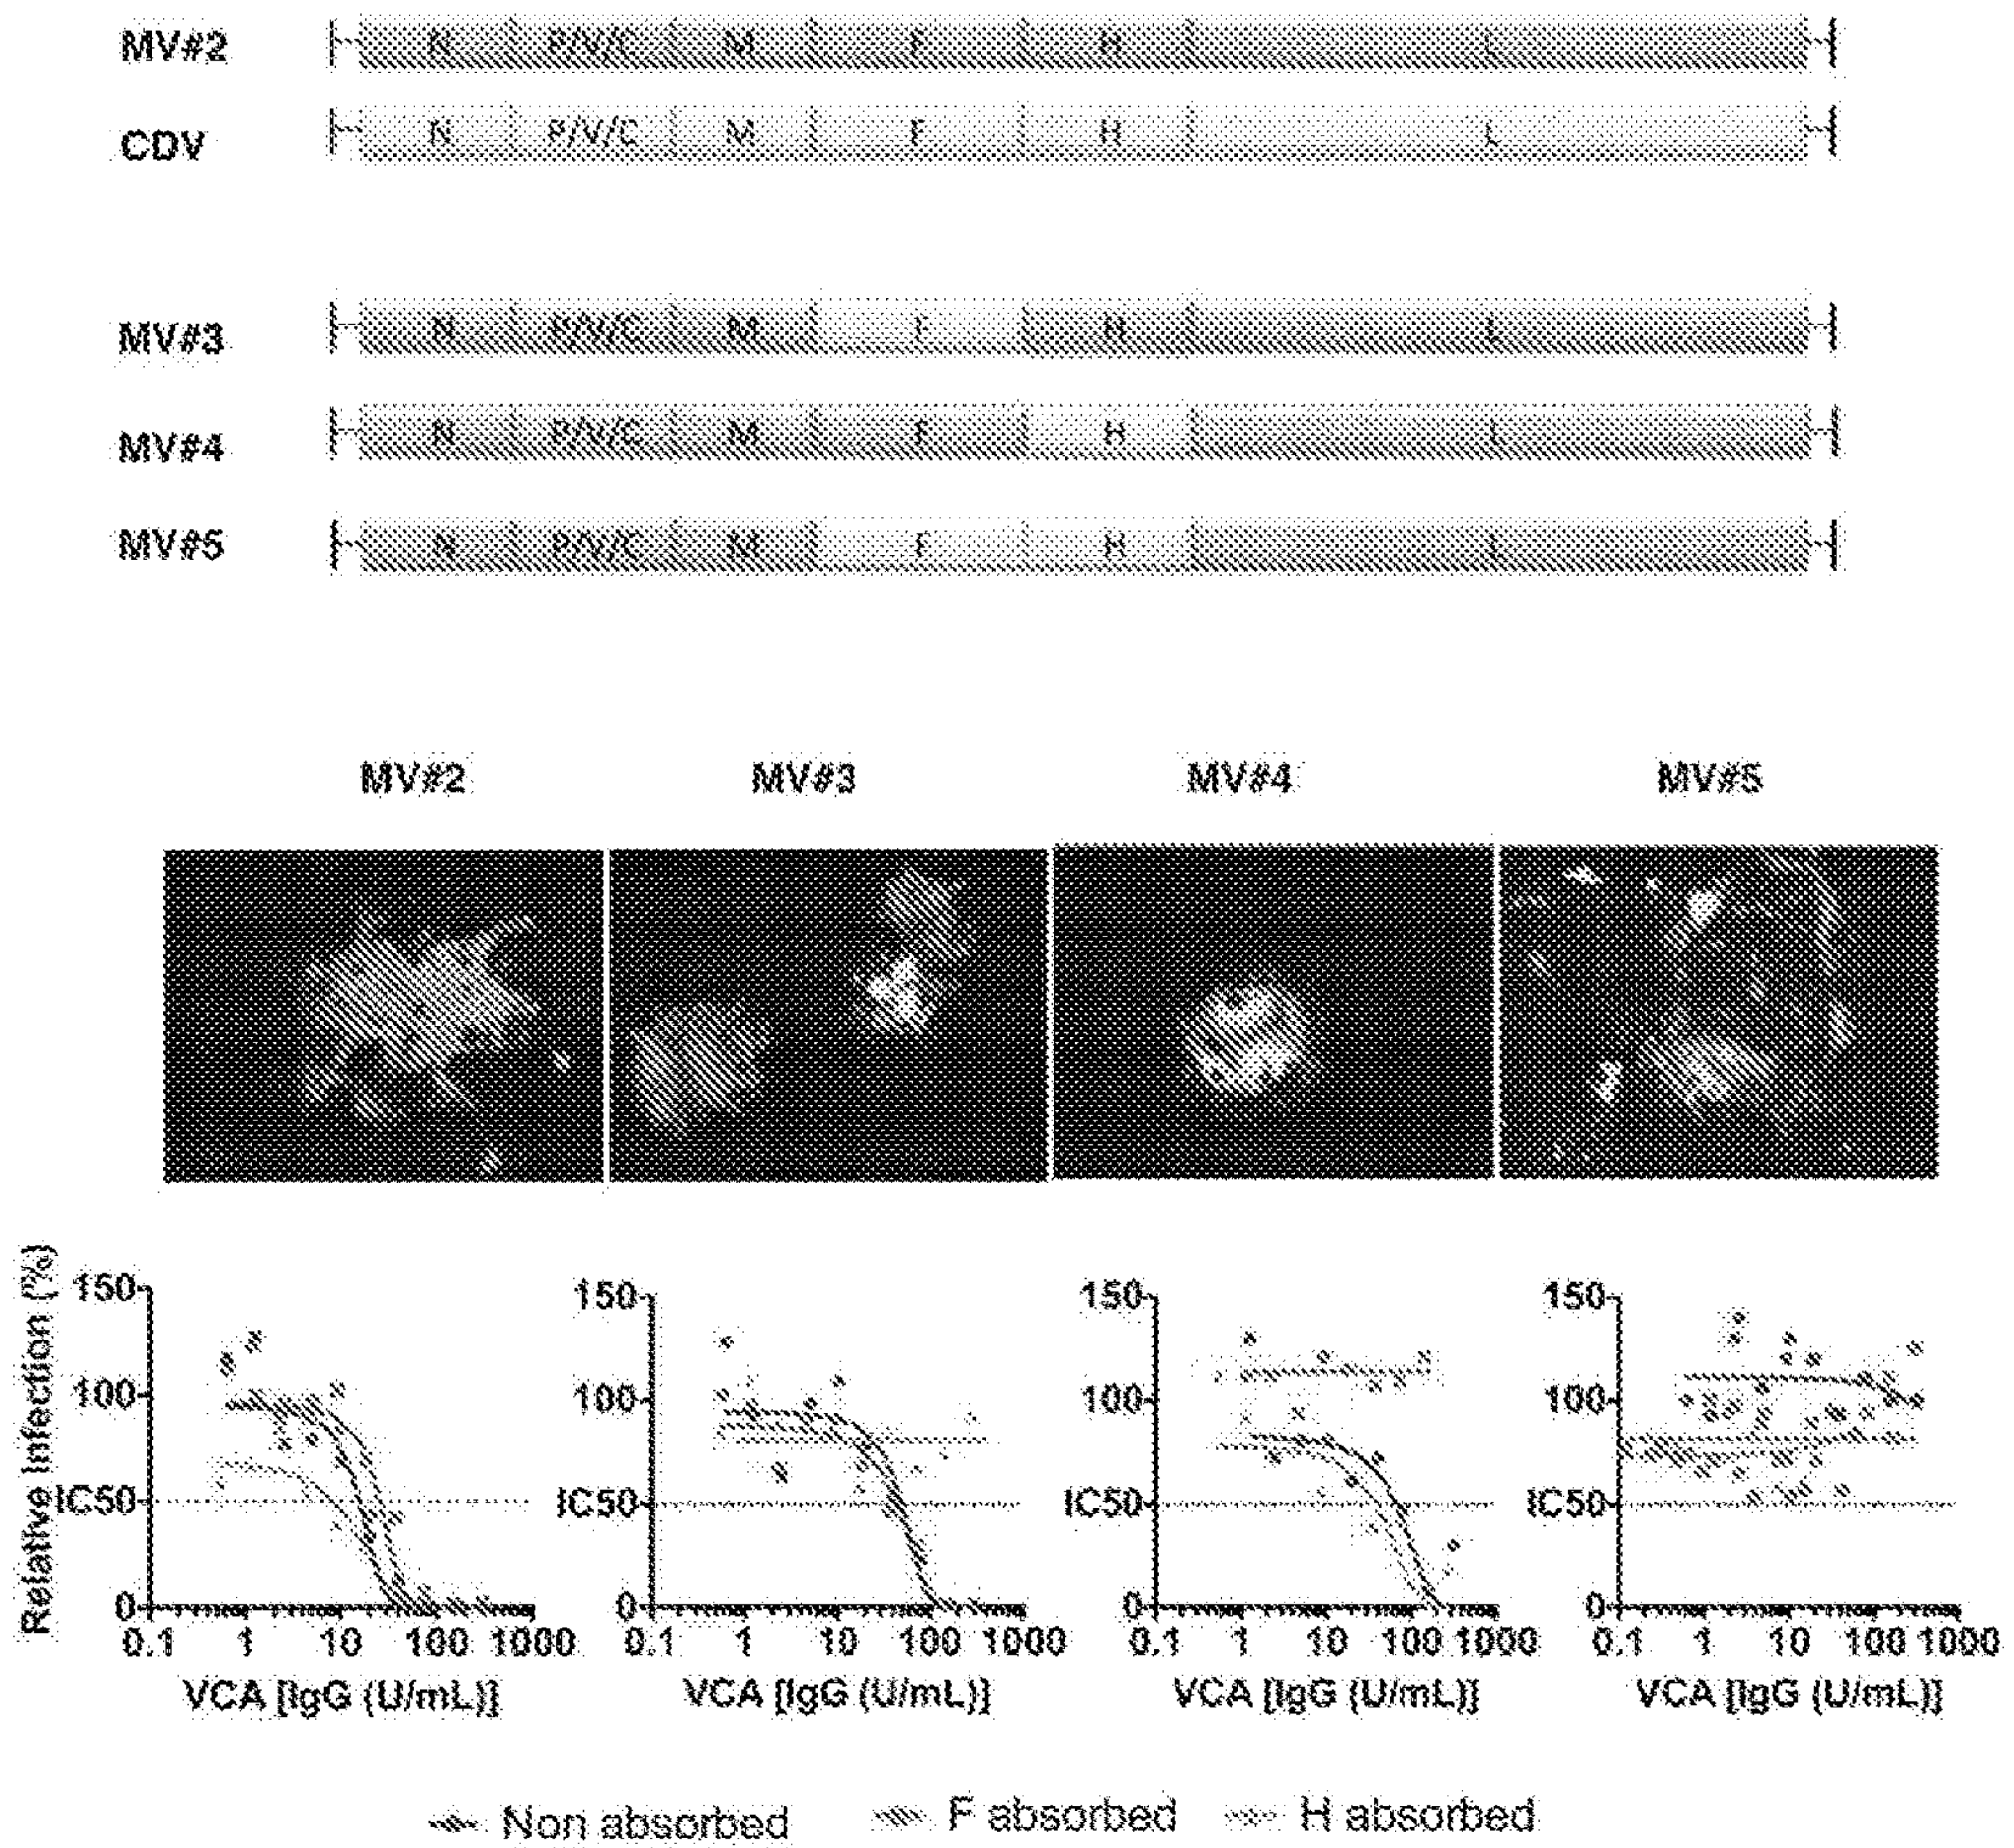 MV#2 N P/V/C M F H L
CDV N P/V/C M F H L
MV#3 N P/V/C M F H L
MV#4 N P/V/C M F H L
MV#5 N P/V/C M F H L
MV#2 MV#3 MV#4 MV#5
Relative Infection (%)
150 100 IC50 0
0.1 1 10 100 1000
VCA [IgG (U/mL)]
150 100 IC50 0
0.1 1 10 100 1000
VCA [IgG (U/mL)]
150 100 IC50 0
0.1 1 10 100 1000
VCA [IgG (U/mL)]
150 100 IC50 0
0.1 1 10 100 1000
VCA [IgG (U/mL)]
Non absorbed F absorbed H absorbed